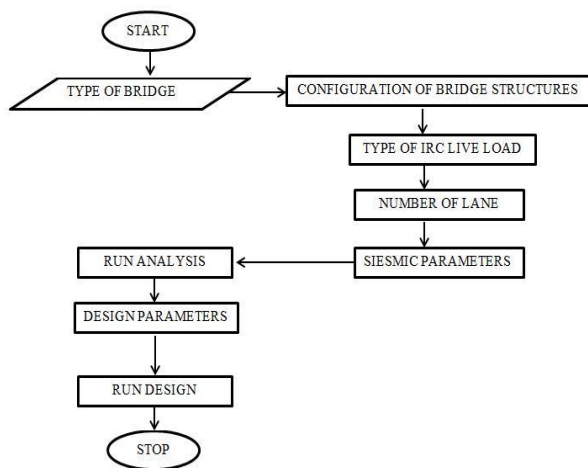 START
TYPE OF BRIDGE
CONFIGURATION OF BRIDGE STRUCTURES
TYPE OF IRC LIVE LOAD
NUMBER OF LANE
SIESMIC PARAMETERS
RUN ANALYSIS
DESIGN PARAMETERS
RUN DESIGN
STOP